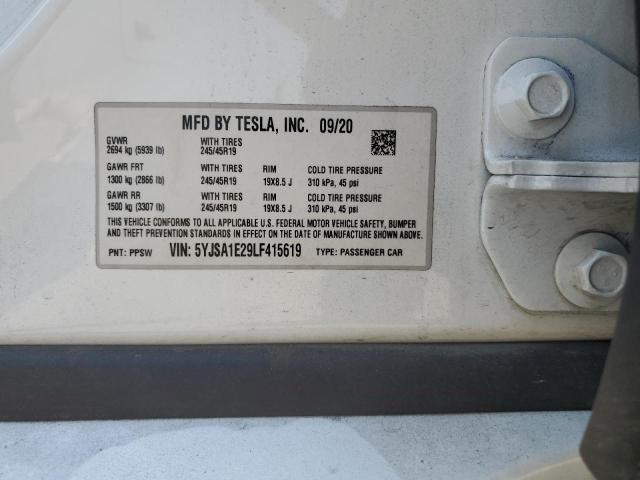 MFD BY TESLA, INC. 09/20
GVWR WITH TIRES
2694 kg (5939 lb) 245/45R19
GAWR FRT WITH TIRES RIM COLD TIRE PRESSURE
1300 kg (2866 lb) 245/45R19 19X8.5 J 310 kPa, 45 psi
GAWR RR WITH TIRES RIM COLD TIRE PRESSURE
1500 kg (3307 lb) 245/45R19 19X8.5 J 310 kPa, 45 psi
THIS VEHICLE CONFORMS TO ALL APPLICABLE U.S. FEDERAL MOTOR VEHICLE SAFETY, BUMPER
AND THEFT PREVENTION STANDARDS IN EFFECT ON THE DATE OF MANUFACTURE SHOWN ABOVE.
PNT: PPSW VIN: 5YJSA1E29LF415619 TYPE: PASSENGER CAR